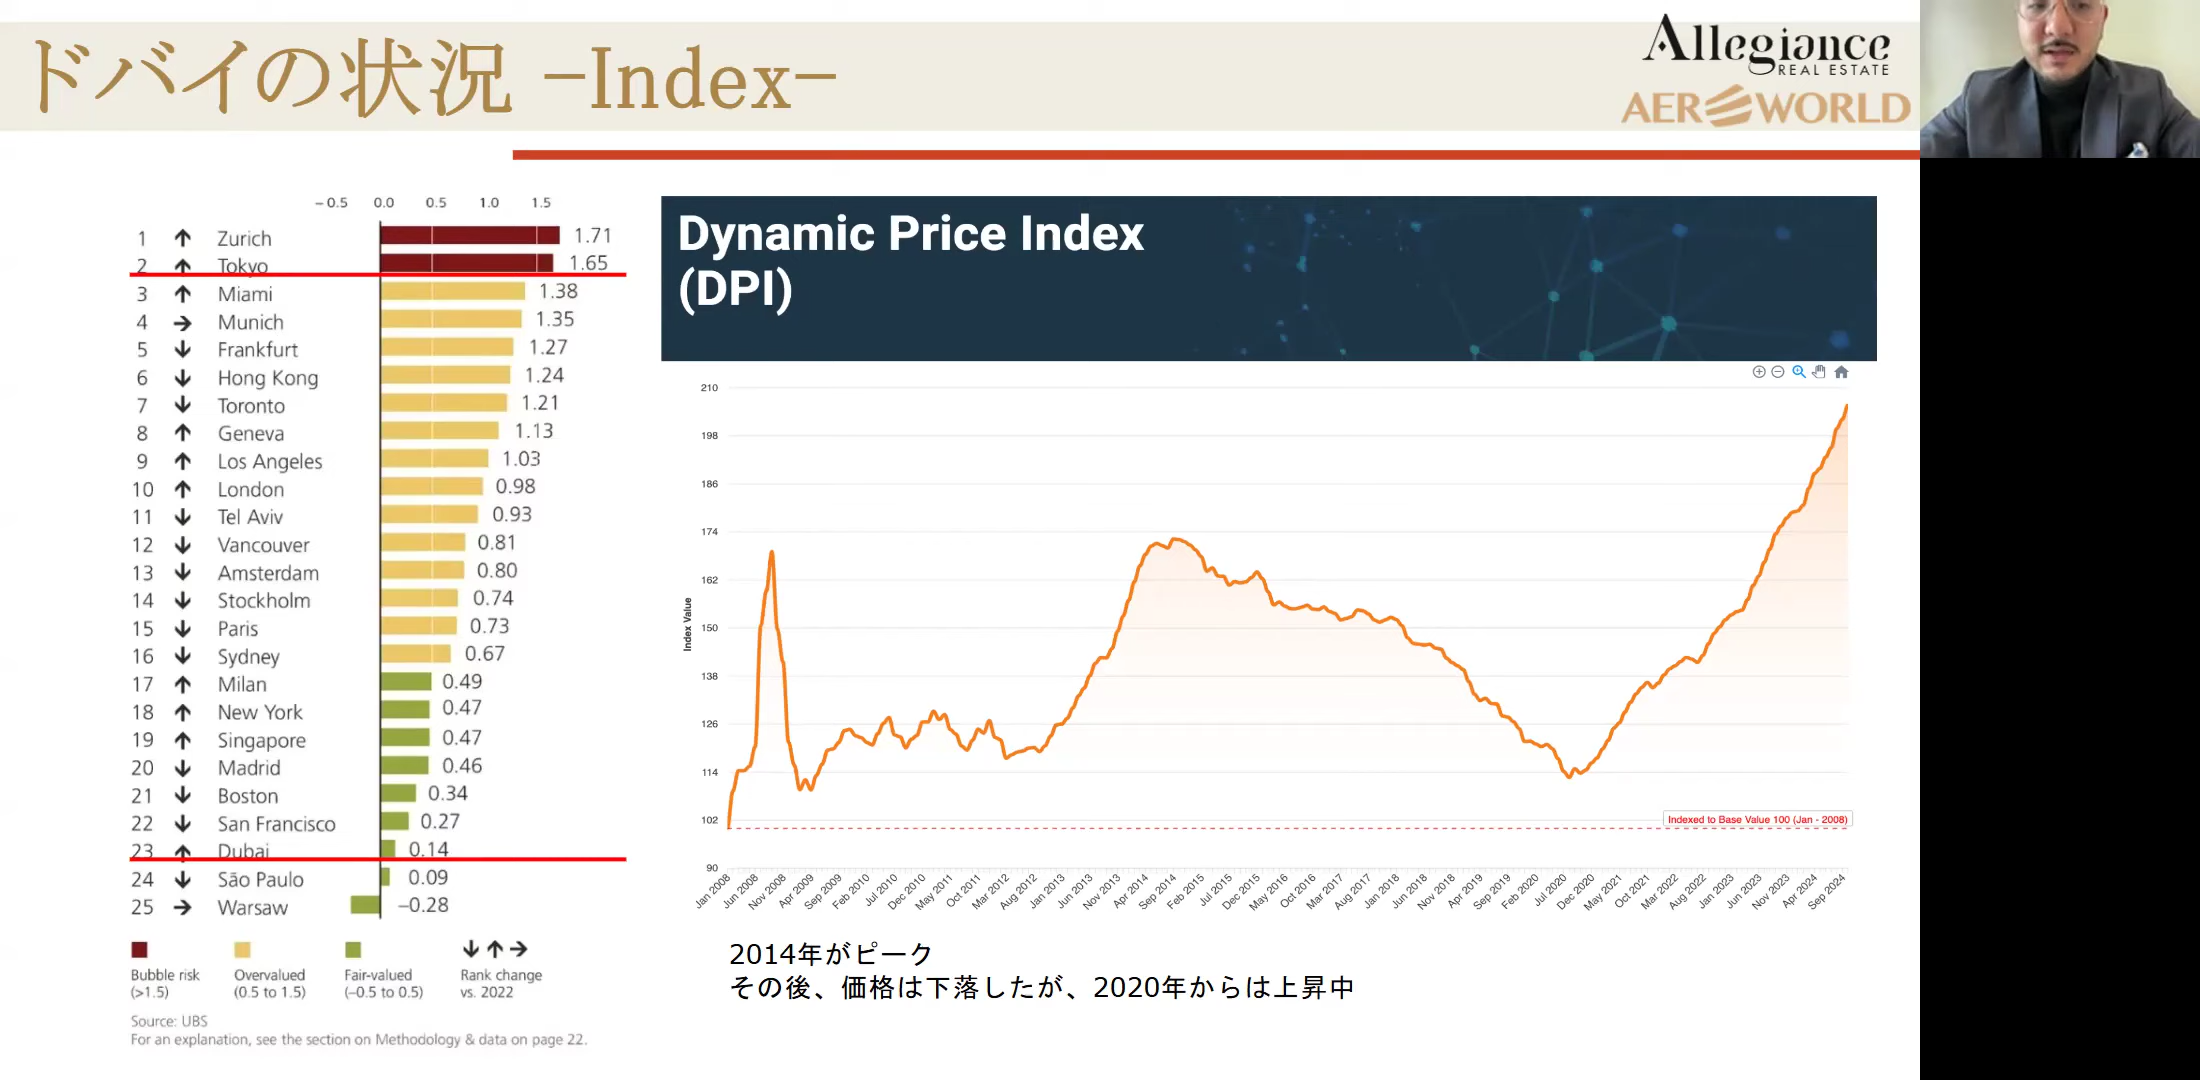 ドバイの状況 –Index–
Allegiance
REAL ESTATE
AEROWORLD
–0.5 0.0 0.5 1.0 1.5
1 ↑ Zurich 1.71
2 ↑ Tokyo 1.65
3 ↑ Miami 1.38
4 → Munich 1.35
5 ↓ Frankfurt 1.27
6 ↓ Hong Kong 1.24
7 ↓ Toronto 1.21
8 ↑ Geneva 1.13
9 ↑ Los Angeles 1.03
10 ↑ London 0.98
11 ↓ Tel Aviv 0.93
12 ↓ Vancouver 0.81
13 ↓ Amsterdam 0.80
14 ↓ Stockholm 0.74
15 ↓ Paris 0.73
16 ↓ Sydney 0.67
17 ↑ Milan 0.49
18 ↑ New York 0.47
19 ↑ Singapore 0.47
20 ↓ Madrid 0.46
21 ↓ Boston 0.34
22 ↓ San Francisco 0.27
23 ↑ Dubai 0.14
24 ↓ São Paulo 0.09
25 → Warsaw –0.28
↓ ↑ →
Bubble risk Overvalued Fair-valued Rank change
(>1.5) (0.5 to 1.5) (–0.5 to 0.5) vs. 2022
Source: UBS
For an explanation, see the section on Methodology & data on page 22.
Dynamic Price Index
(DPI)
210
198
186
174
162
150
138
126
114
102
90
Index Value
Indexed to Base Value 100 (Jan - 2008)
Jan 2008 Jun 2008 Nov 2008 Apr 2009 Sep 2009 Feb 2010 Jul 2010 Dec 2010 May 2011 Oct 2011 Mar 2012 Aug 2012 Jan 2013 Jun 2013 Nov 2013 Apr 2014 Sep 2014 Feb 2015 Jul 2015 Dec 2015 May 2016 Oct 2016 Mar 2017 Aug 2017 Jan 2018 Jun 2018 Nov 2018 Apr 2019 Sep 2019 Feb 2020 Jul 2020 Dec 2020 May 2021 Oct 2021 Mar 2022 Aug 2022 Jan 2023 Jun 2023 Nov 2023 Apr 2024 Sep 2024
2014年がピーク
その後、価格は下落したが、2020年からは上昇中